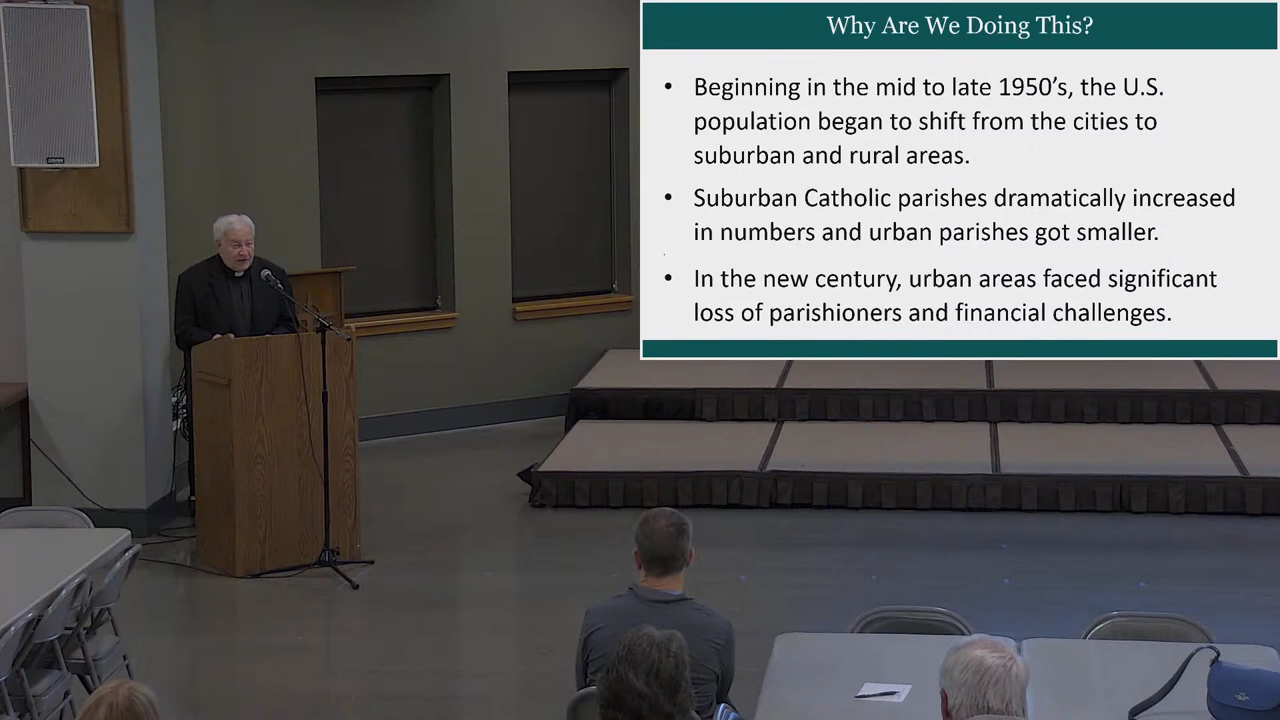 Why Are We Doing This?
• Beginning in the mid to late 1950’s, the U.S.
population began to shift from the cities to
suburban and rural areas.
• Suburban Catholic parishes dramatically increased
in numbers and urban parishes got smaller.
• In the new century, urban areas faced significant
loss of parishioners and financial challenges.